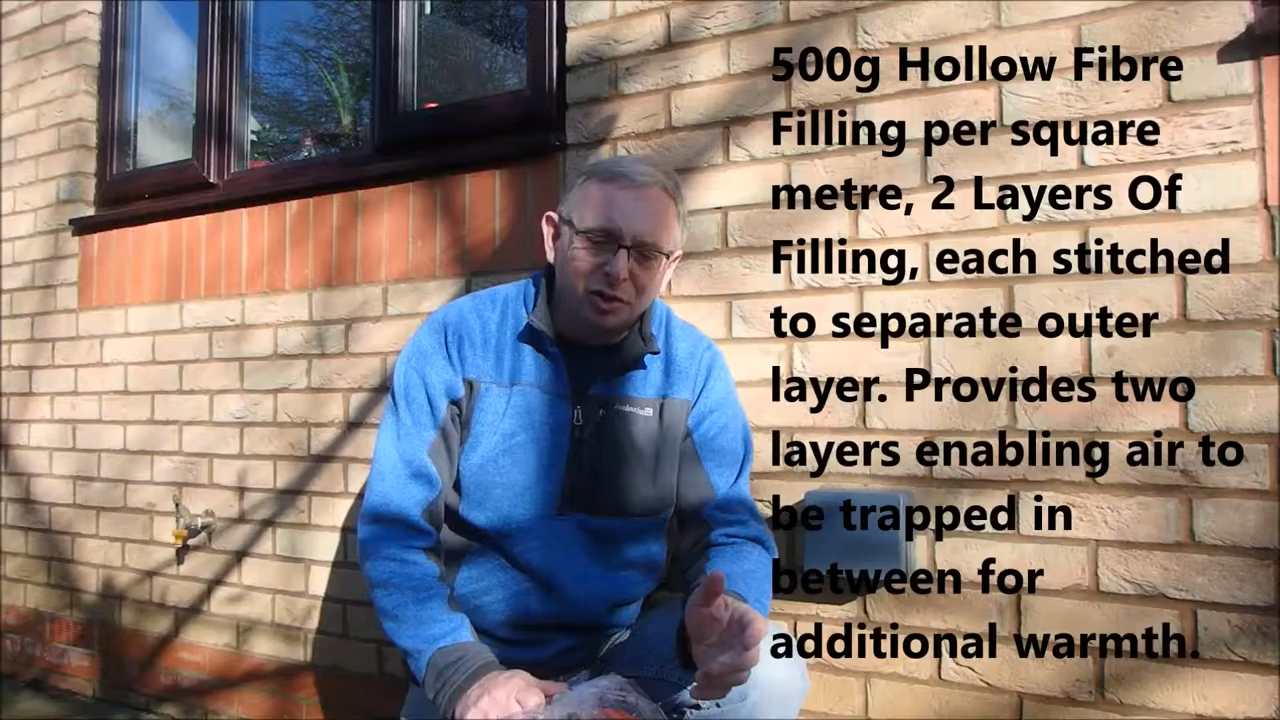 500g Hollow Fibre
Filling per square
metre, 2 Layers Of
Filling, each stitched
to separate outer
layer. Provides two
layers enabling air to
be trapped in
between for
additional warmth.